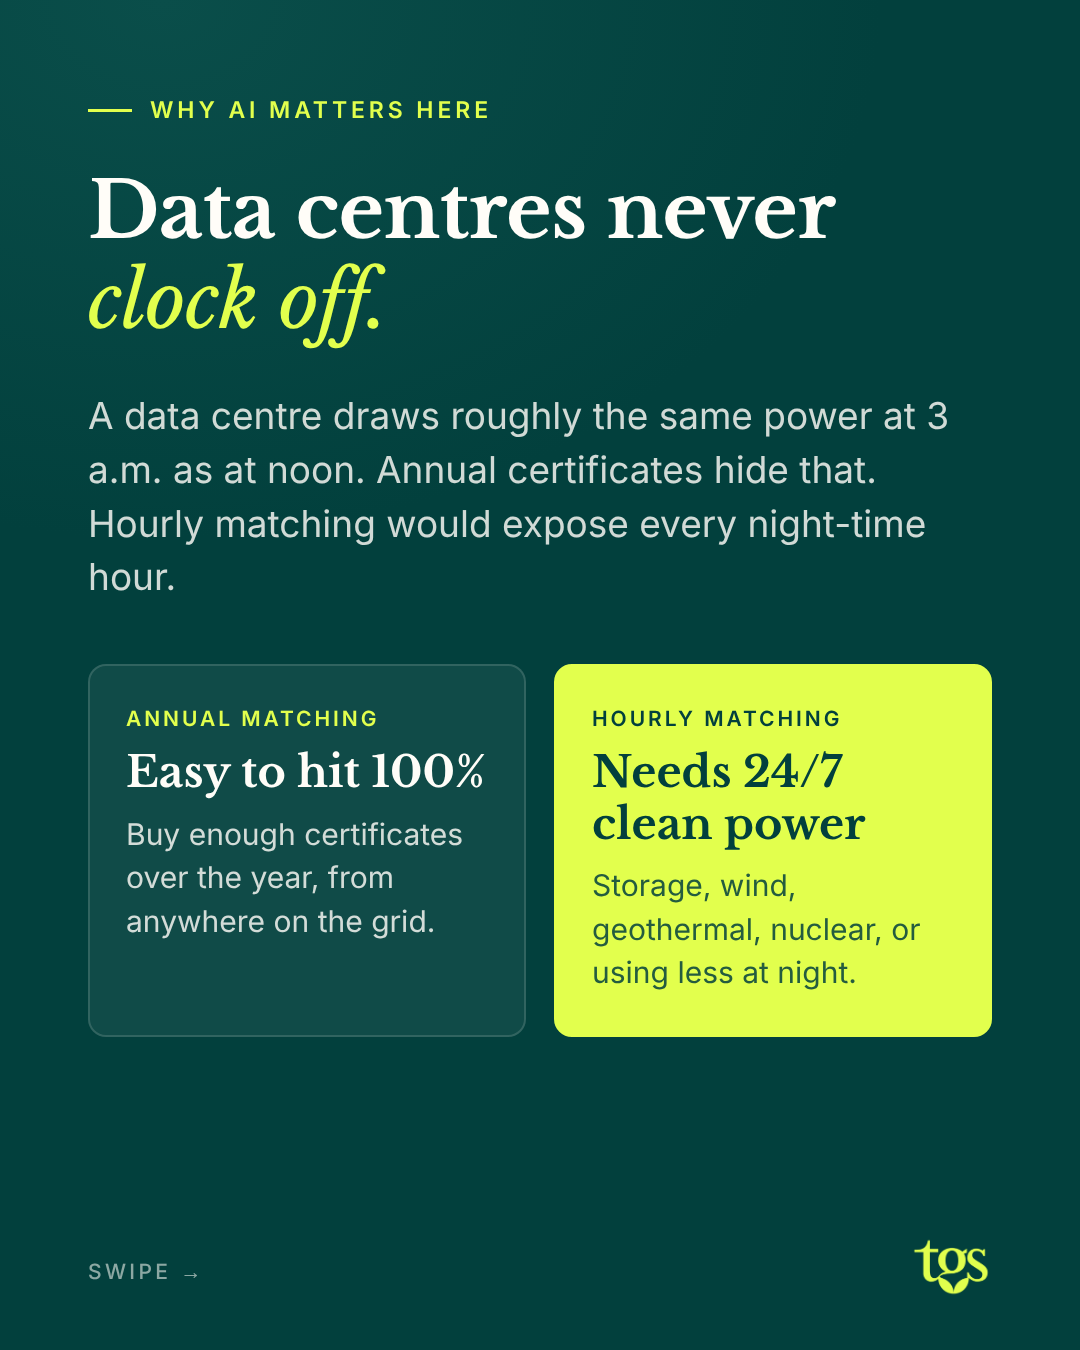 WHY AI MATTERS HERE
Data centres never
clock off.
A data centre draws roughly the same power at 3
a.m. as at noon. Annual certificates hide that.
Hourly matching would expose every night-time
hour.
ANNUAL MATCHING
Easy to hit 100%
Buy enough certificates
over the year, from
anywhere on the grid.
HOURLY MATCHING
Needs 24/7
clean power
Storage, wind,
geothermal, nuclear, or
using less at night.
SWIPE →
tgs